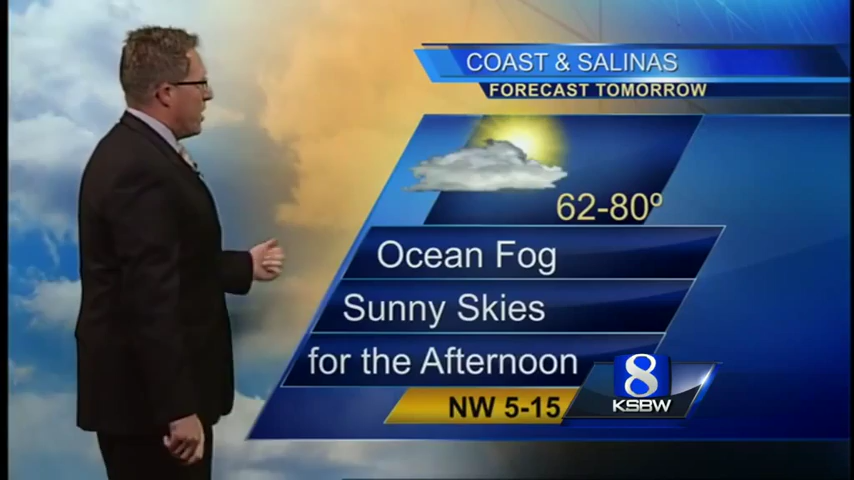 COAST & SALINAS
FORECAST TOMORROW
62-80º
Ocean Fog
Sunny Skies
for the Afternoon
NW 5-15
8
KSBW